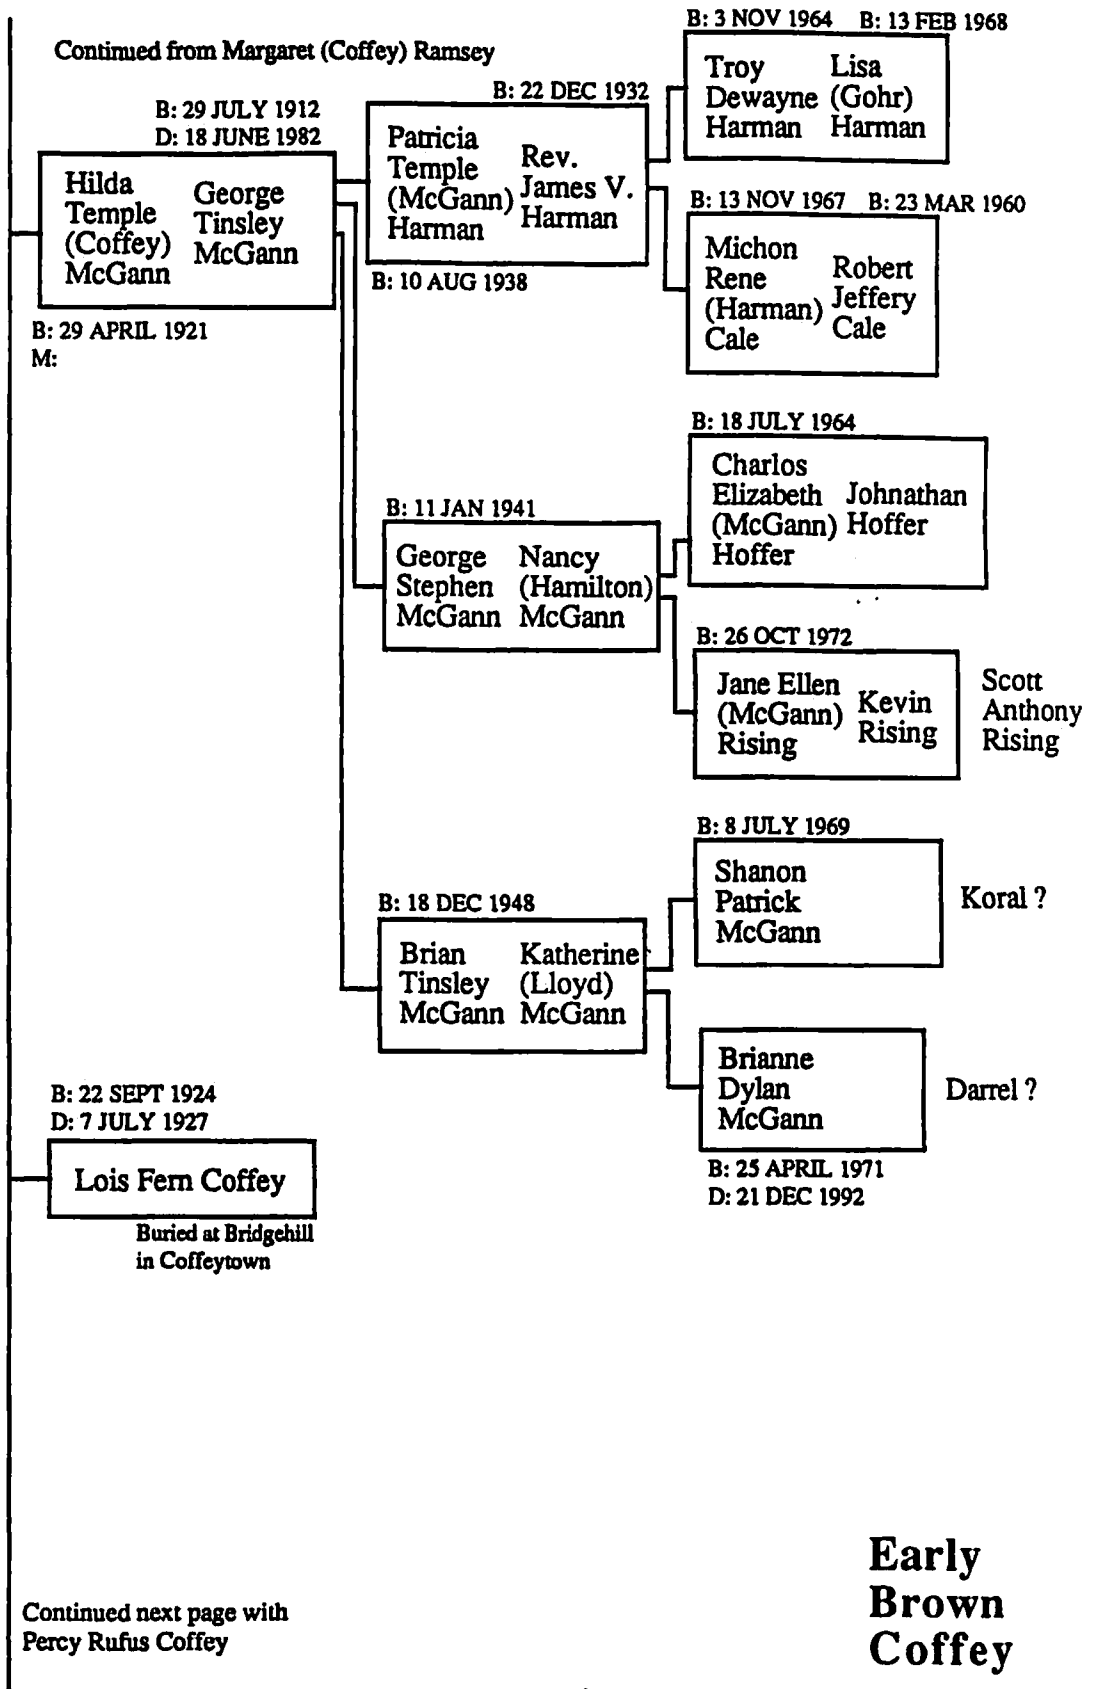 B: 3 NOV 1964 B: 13 FEB 1968
Continued from Margaret (Coffey) Ramsey
Troy
Dewayne
Harman
Lisa
(Gohr)
Harman
B: 29 JULY 1912
D: 18 JUNE 1982
B: 22 DEC 1932
Hilda
Temple
(Coffey)
McGann
George
Tinsley
McGann
B: 29 APRIL 1921
M:
Patricia
Temple
(McGann)
Harman
Rev.
James V.
Harman
B: 10 AUG 1938
B: 13 NOV 1967 B: 23 MAR 1960
Michon
Rene
(Harman)
Cale
Robert
Jeffery
Cale
B: 18 JULY 1964
Charlos
Elizabeth
(McGann)
Hoffer
Johnathan
Hoffer
B: 11 JAN 1941
George
Stephen
McGann
Nancy
(Hamilton)
McGann
B: 26 OCT 1972
Jane Ellen
(McGann)
Rising
Kevin
Rising
Scott
Anthony
Rising
B: 8 JULY 1969
Shanon
Patrick
McGann
Koral ?
B: 18 DEC 1948
Brian
Tinsley
McGann
Katherine
(Lloyd)
McGann
Brianne
Dylan
McGann
Darrel ?
B: 25 APRIL 1971
D: 21 DEC 1992
B: 22 SEPT 1924
D: 7 JULY 1927
Lois Fern Coffey
Buried at Bridgehill
in Coffeytown
Continued next page with
Percy Rufus Coffey
Early
Brown
Coffey